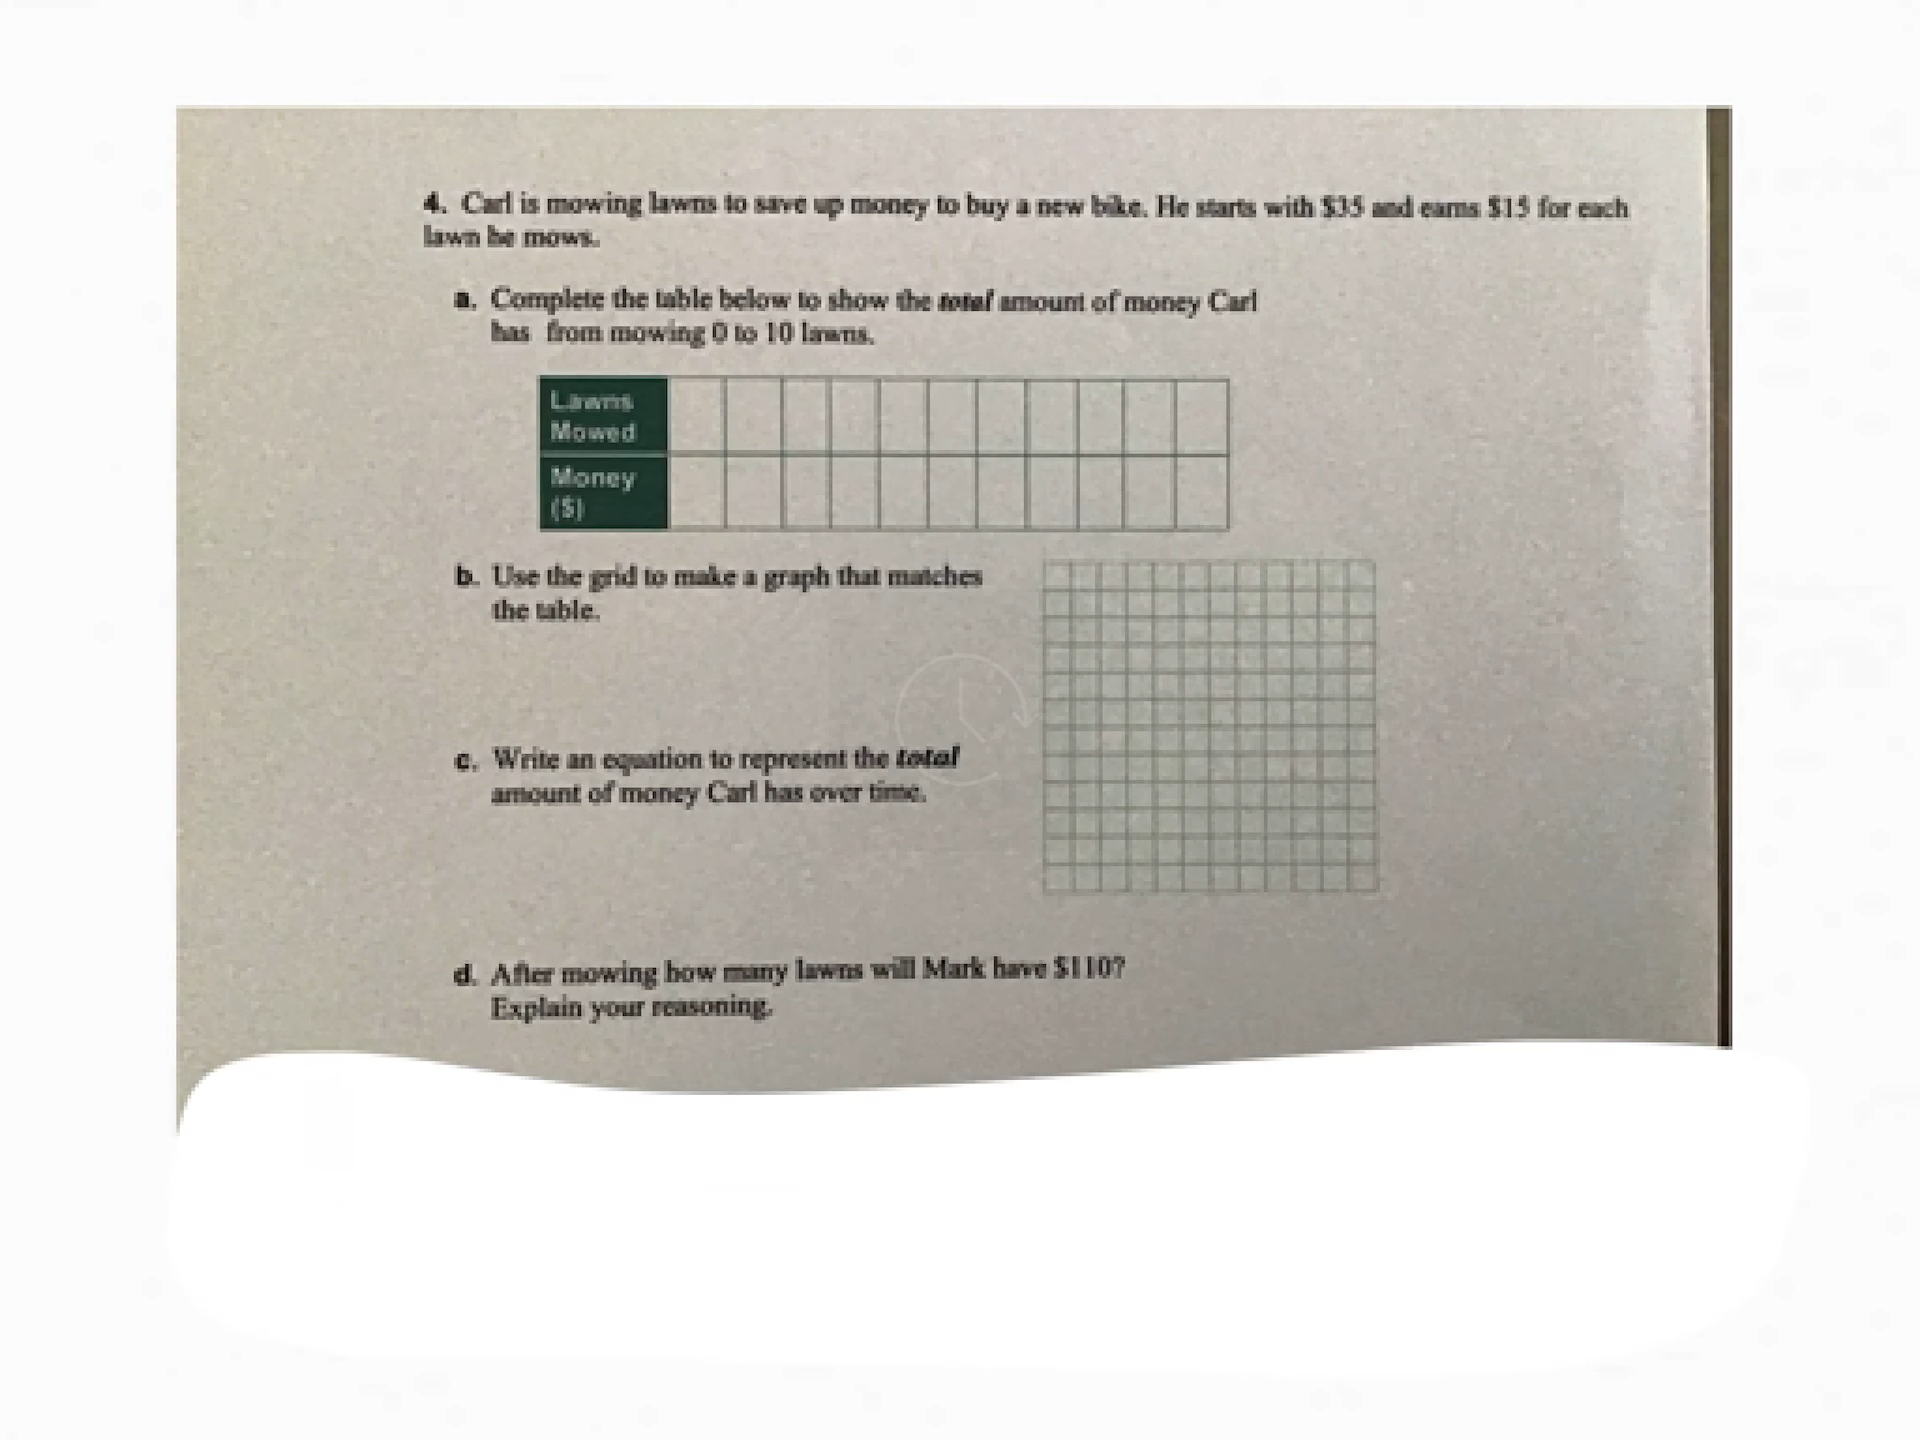 4. Carl is mowing lawns to save up money to buy a new bike. He starts with $35 and earns $15 for each
lawn he mows.
a. Complete the table below to show the total amount of money Carl
has from mowing 0 to 10 lawns.
Lawns
Mowed
Money
($)
b. Use the grid to make a graph that matches
the table.
c. Write an equation to represent the total
amount of money Carl has over time.
d. After mowing how many lawns will Mark have $110?
Explain your reasoning.